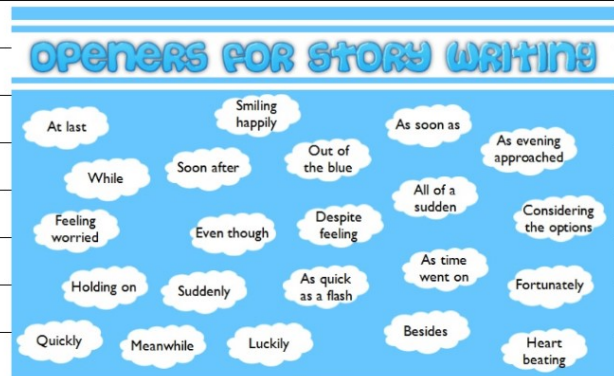 OPENERS FOR STORY WRITING
At last
Smiling
happily
As soon as
As evening
approached
While
Soon after
Out of
the blue
All of a
sudden
Considering
the options
Feeling
worried
Even though
Despite
feeling
As time
went on
Holding on
Suddenly
As quick
as a flash
Fortunately
Quickly
Meanwhile
Luckily
Besides
Heart
beating